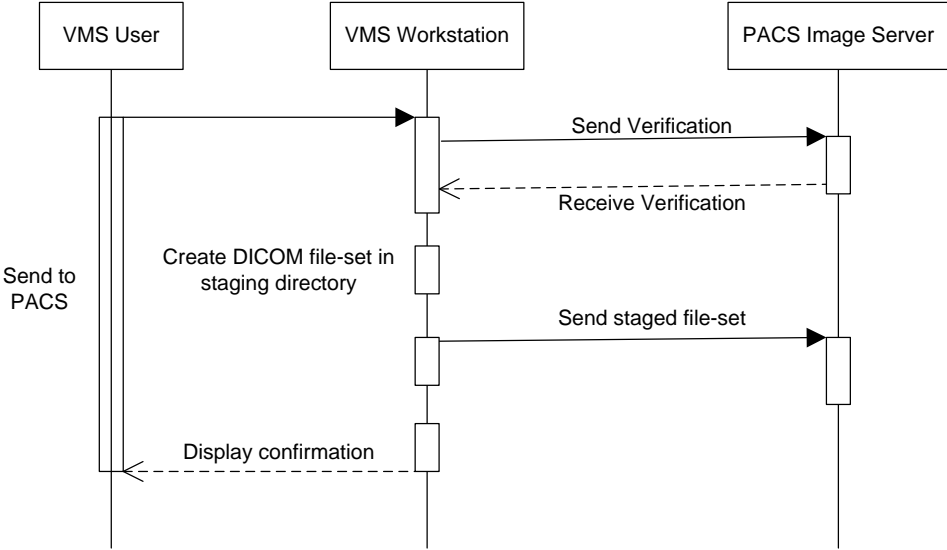 VMS User
VMS Workstation
PACS Image Server
Send Verification
Receive Verification
Create DICOM file-set in
staging directory
Send to
PACS
Send staged file-set
Display confirmation